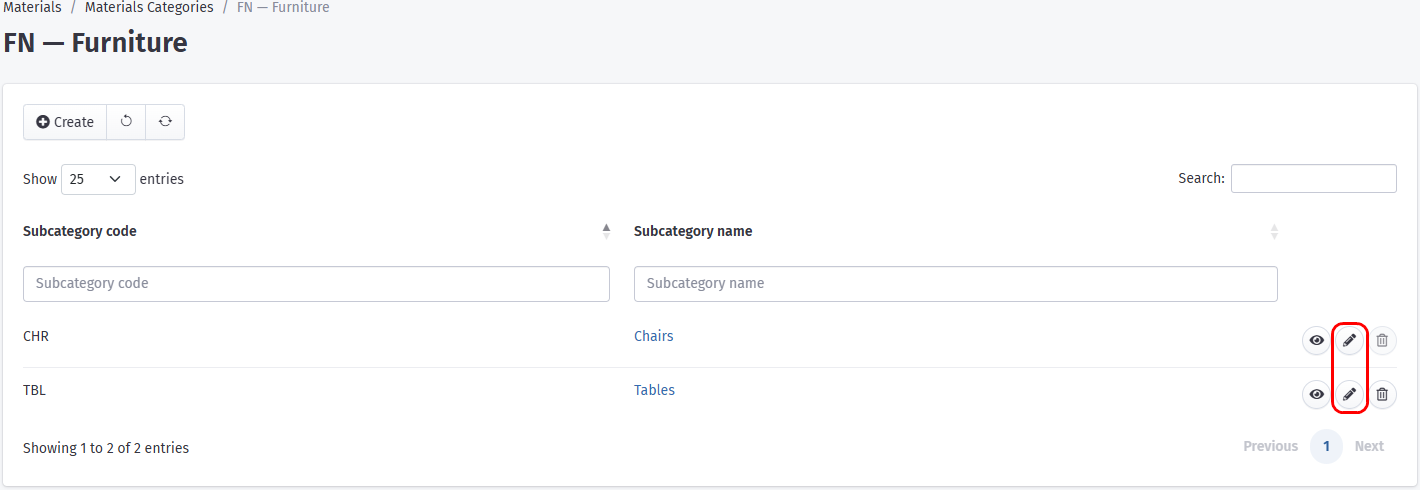 Materials / Materials Categories / FN — Furniture
FN — Furniture
Create
Show 25 entries Search:
Subcategory code Subcategory name
Subcategory code Subcategory name
CHR Chairs
TBL Tables
Showing 1 to 2 of 2 entries Previous 1 Next